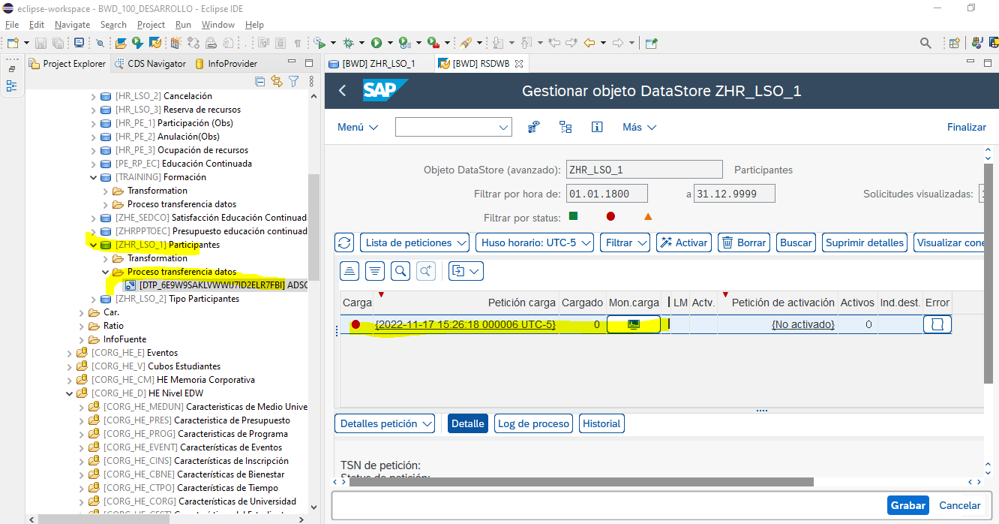 eclipse-workspace - BWD_100_DESARROLLO - Eclipse IDE
File Edit Navigate Search Project Run Window Help
Project Explorer CDS Navigator InfoProvider
[HR_LSO_2] Cancelación
[HR_LSO_3] Reserva de recursos
[HR_PE_1] Participación (Obs)
[HR_PE_2] Anulación(Obs)
[HR_PE_3] Ocupación de recursos
[PE_RP_EC] Educación Continuada
[TRAINING] Formación
Transformation
Proceso transferencia datos
[ZHE_SEDCO] Satisfacción Educación Continuad
[ZHRPPTOEC] Presupuesto educación continuad
[ZHR_LSO_1] Participantes
Transformation
Proceso transferencia datos
[DTP_6E9W9SAKLVWWIJ7ID2ELR7FBI] ADSO
[ZHR_LSO_2] Tipo Participantes
Car.
Ratio
InfoFuente
[CORG_HE_E] Eventos
[CORG_HE_V] Cubos Estudiantes
[CORG_HE_CM] HE Memoria Corporativa
[CORG_HE_D] HE Nivel EDW
[CORG_HE_MEDUN] Caracteristicas de Medio Unive
[CORG_HE_PRES] Caracteristica de Presupuesto
[CORG_HE_PROG] Caracteristicas de Programa
[CORG_HE_EVENT] Características de Eventos
[CORG_HE_CINS] Características de Inscripción
[CORG_HE_CBNE] Características de Bienestar
[CORG_HE_CTPO] Características de Tiempo
[CORG_HE_CORG] Características de Universidad
[BWD] ZHR_LSO_1 [BWD] RSDWB
SAP Gestionar objeto DataStore ZHR_LSO_1
Menú Más Finalizar
Objeto DataStore (avanzado): ZHR_LSO_1 Participantes
Filtrar por hora de: 01.01.1800 a 31.12.9999 Solicitudes visualizadas:
Filtrar por status:
Lista de peticiones Huso horario: UTC-5 Filtrar Activar Borrar Buscar Suprimir detalles Visualizar cone
Carga Petición carga Cargado Mon.carga LM Actv. Petición de activación Activos Ind.dest. Error
{2022-11-17 15:26:18 000006 UTC-5} 0 {No activado} 0
Detalles petición Detalle Log de proceso Historial
TSN de petición:
Status de petición:
Grabar Cancelar